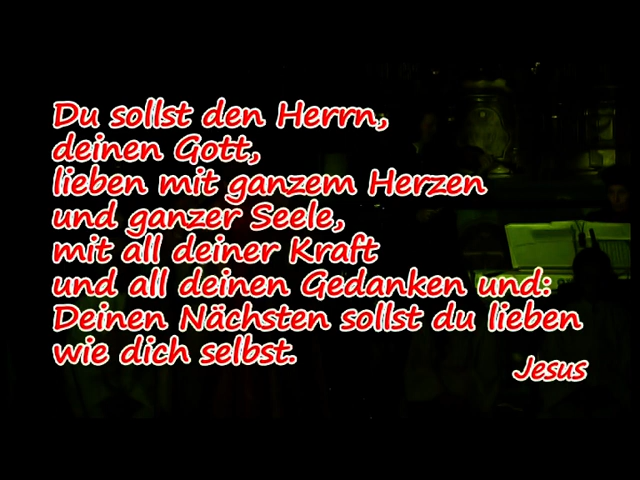 Du sollst den Herrn,
deinen Gott,
lieben mit ganzem Herzen
und ganzer Seele,
mit all deiner Kraft
und all deinen Gedanken und:
Deinen Nächsten sollst du lieben
wie dich selbst.
Jesus